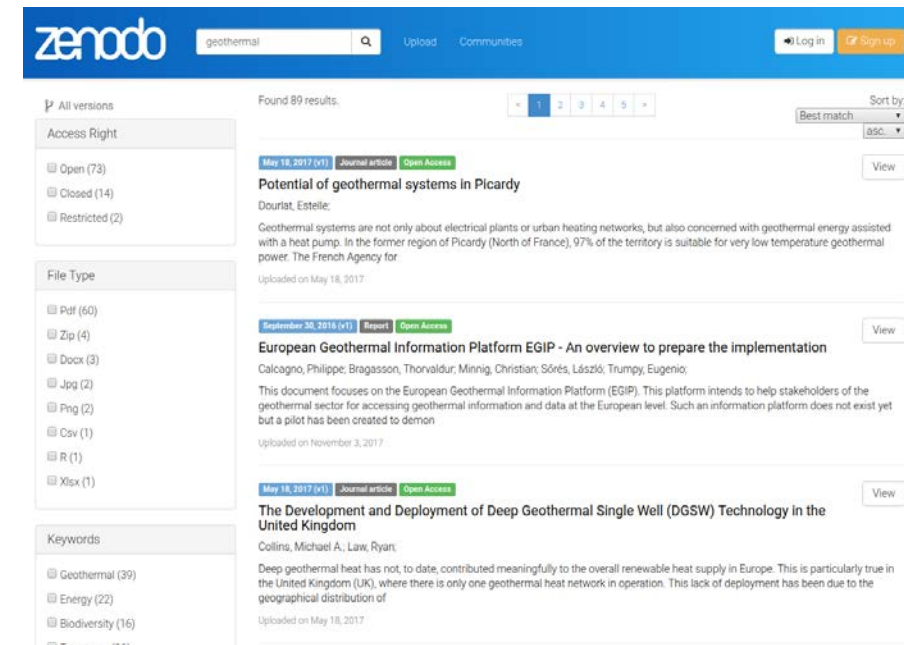 zenodo
geothermal
Upload
Communities
Log in
Sign up
All versions
Access Right
Open (73)
Closed (14)
Restricted (2)
File Type
Pdf (60)
Zip (4)
Docx (3)
Jpg (2)
Png (2)
Csv (1)
R (1)
Xlsx (1)
Keywords
Geothermal (39)
Energy (22)
Biodiversity (16)
Found 89 results.
« 1 2 3 4 5 »
Sort by:
Best match
asc.
May 18, 2017 (v1) Journal article Open Access
View
Potential of geothermal systems in Picardy
Dourlat, Estelle;
Geothermal systems are not only about electrical plants or urban heating networks, but also concerned with geothermal energy assisted
with a heat pump. In the former region of Picardy (North of France), 97% of the territory is suitable for very low temperature geothermal
power. The French Agency for
Uploaded on May 18, 2017
September 30, 2016 (v1) Report Open Access
View
European Geothermal Information Platform EGIP - An overview to prepare the implementation
Calcagno, Philippe; Bragasson, Thorvaldur; Minnig, Christian; Sőrés, László; Trumpy, Eugenio;
This document focuses on the European Geothermal Information Platform (EGIP). This platform intends to help stakeholders of the
geothermal sector for accessing geothermal information and data at the European level. Such an information platform does not exist yet
but a pilot has been created to demon
Uploaded on November 3, 2017
May 18, 2017 (v1) Journal article Open Access
View
The Development and Deployment of Deep Geothermal Single Well (DGSW) Technology in the
United Kingdom
Collins, Michael A.; Law, Ryan;
Deep geothermal heat has not, to date, contributed meaningfully to the overall renewable heat supply in Europe. This is particularly true in
the United Kingdom (UK), where there is only one geothermal heat network in operation. This lack of deployment has been due to the
geographical distribution of
Uploaded on May 18, 2017